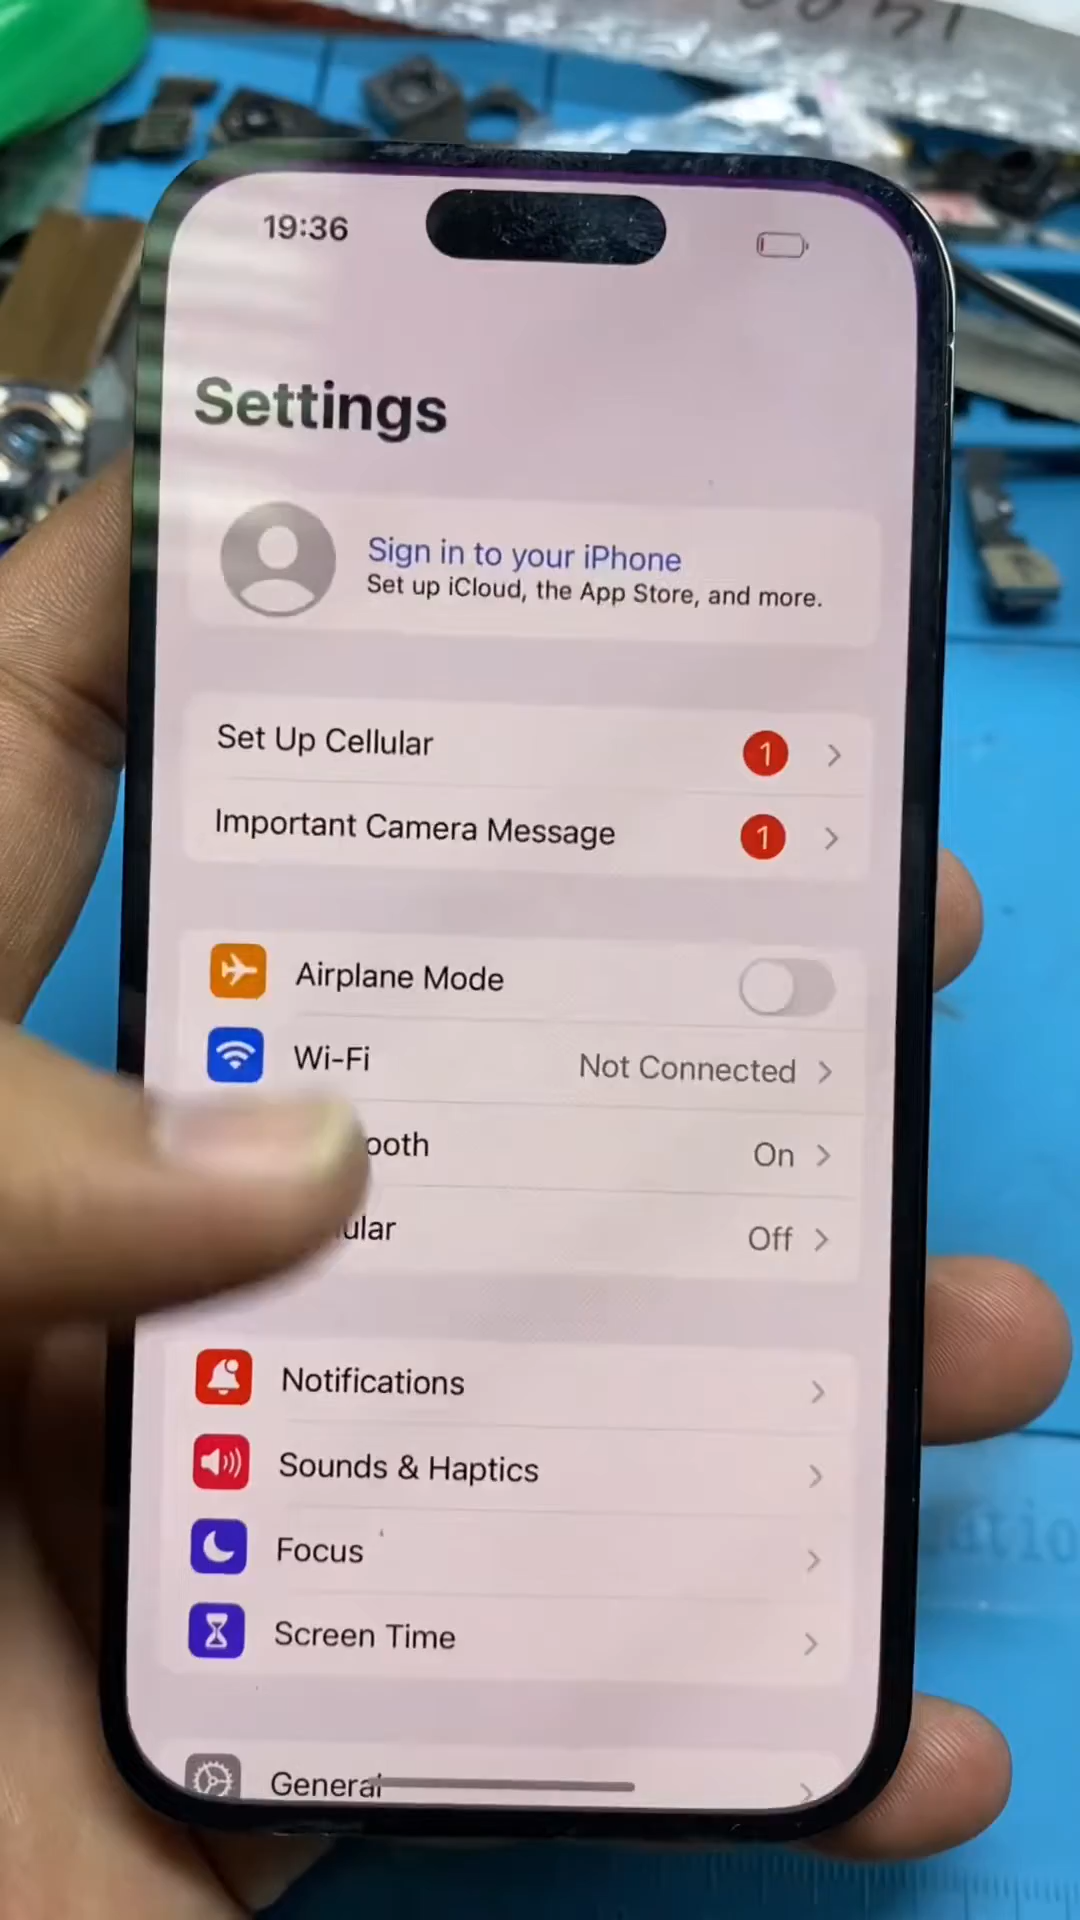 19:36
Settings
Sign in to your iPhone
Set up iCloud, the App Store, and more.
Set Up Cellular
1
Important Camera Message
1
Airplane Mode
Wi-Fi
Not Connected
ooth
On
ular
Off
Notifications
Sounds & Haptics
Focus
Screen Time
General